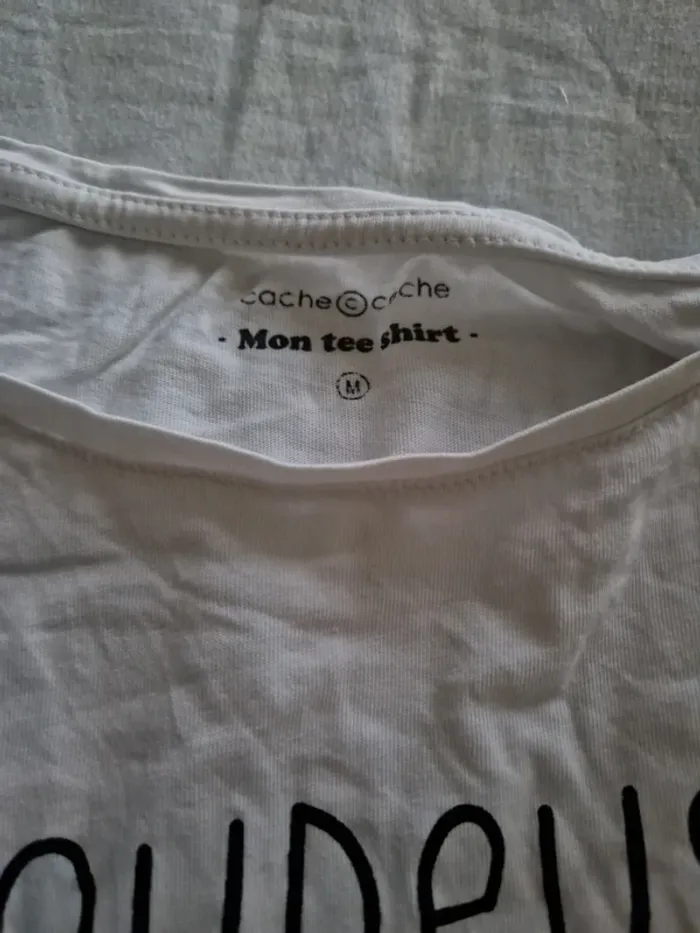 cache c cache
- Mon tee shirt -
M